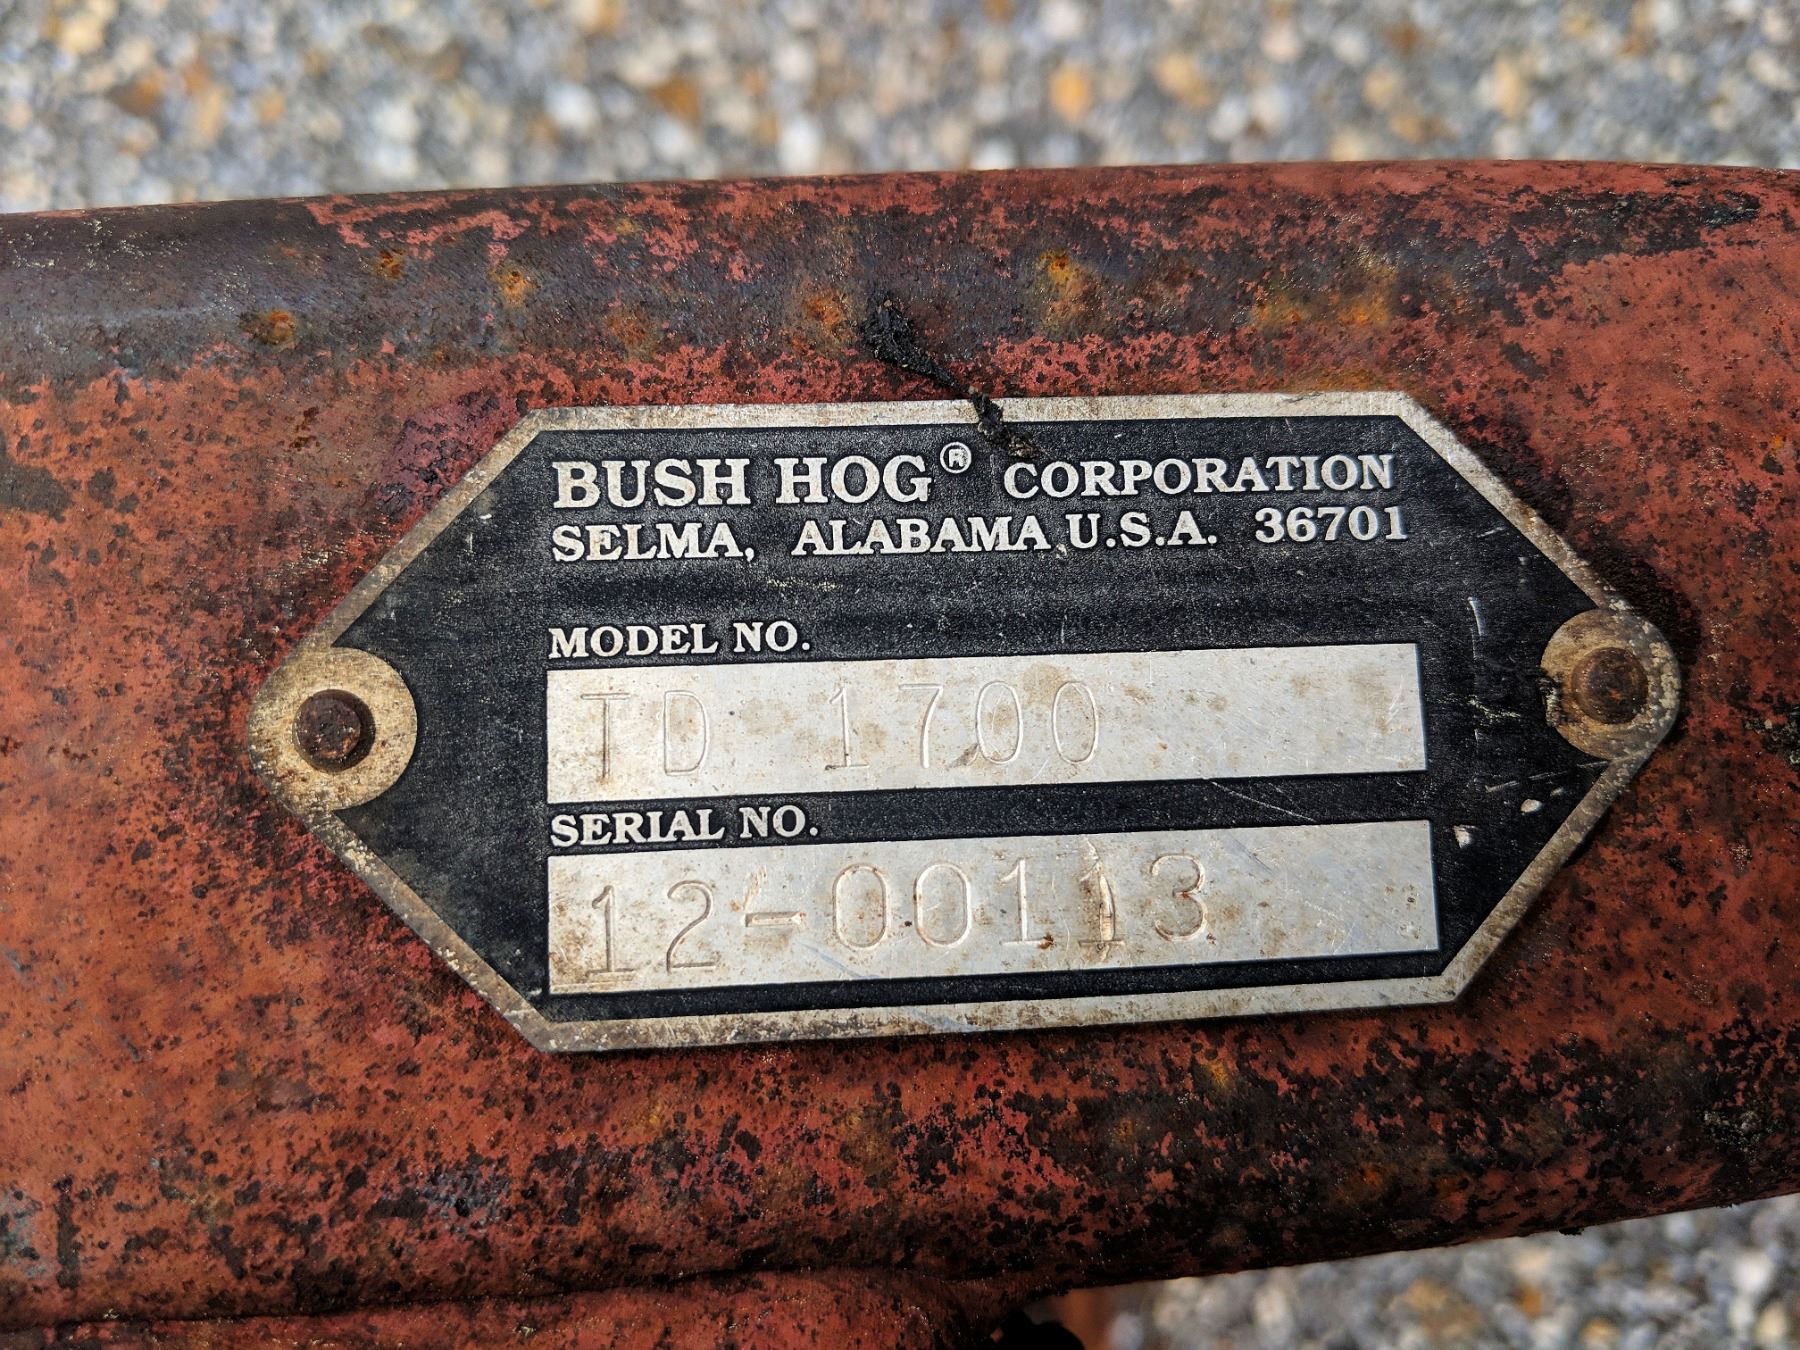 BUSH HOG® CORPORATION
SELMA, ALABAMA U.S.A. 36701
MODEL NO.
TD 1700
SERIAL NO.
12-00113